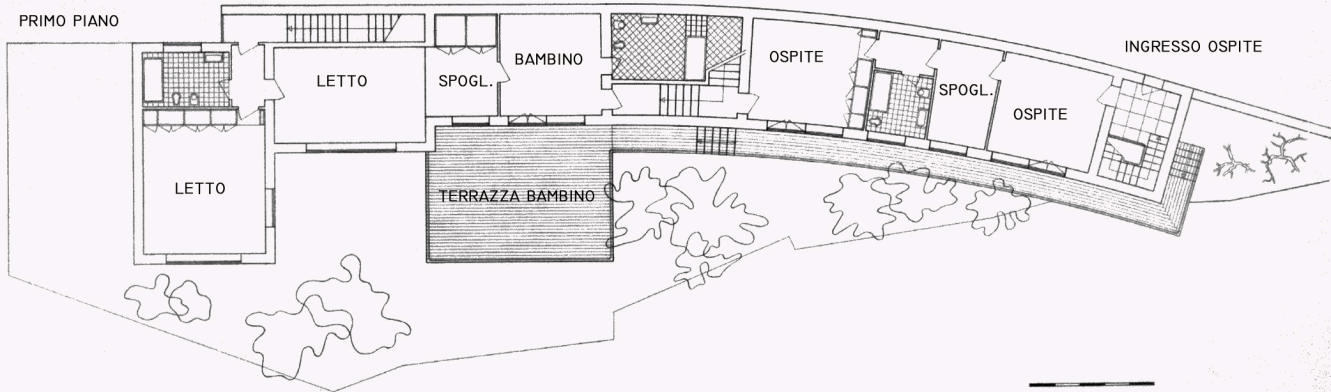 PRIMO PIANO
INGRESSO OSPITE
LETTO
SPOGL.
BAMBINO
OSPITE
SPOGL.
OSPITE
LETTO
TERRAZZA BAMBINO